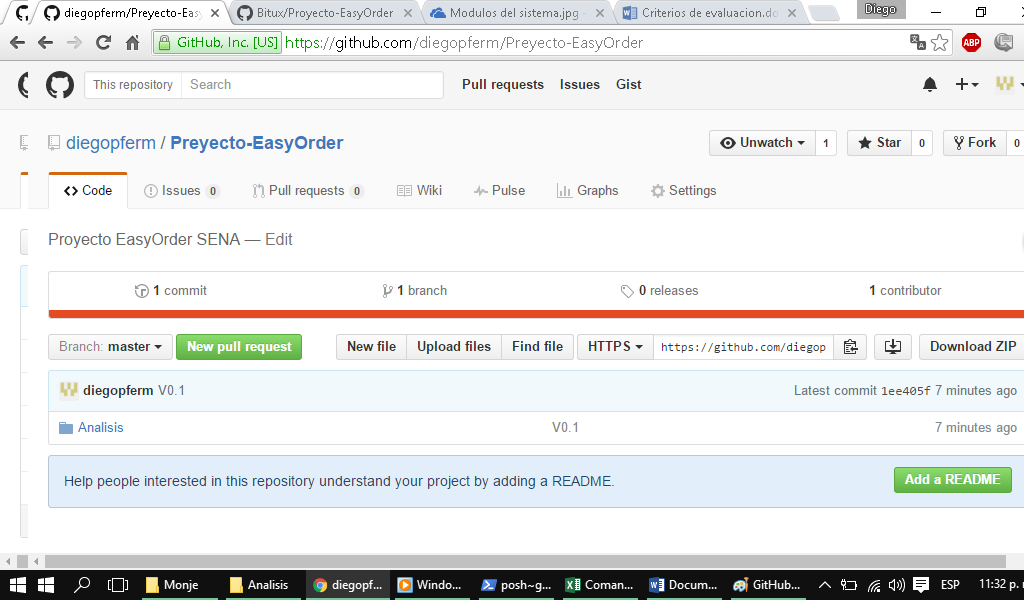 diegopferm/Preyecto-Easy
Bitux/Proyecto-EasyOrder
Modulos del sistema.jpg
Criterios de evaluacion.do
Diego
GitHub, Inc. [US]
https://github.com/diegopferm/Preyecto-EasyOrder
ABP
This repository
Search
Pull requests
Issues
Gist
diegopferm / Preyecto-EasyOrder
Unwatch 1
Star 0
Fork 0
Code
Issues 0
Pull requests 0
Wiki
Pulse
Graphs
Settings
Proyecto EasyOrder SENA — Edit
1 commit
1 branch
0 releases
1 contributor
Branch: master
New pull request
New file
Upload files
Find file
HTTPS
https://github.com/diegop
Download ZIP
diegopferm V0.1
Latest commit 1ee405f 7 minutes ago
Analisis
V0.1
7 minutes ago
Help people interested in this repository understand your project by adding a README.
Add a README
Monje
Analisis
diegopf...
Windo...
posh~g...
Coman...
Docum...
GitHub...
ESP
11:32 p.